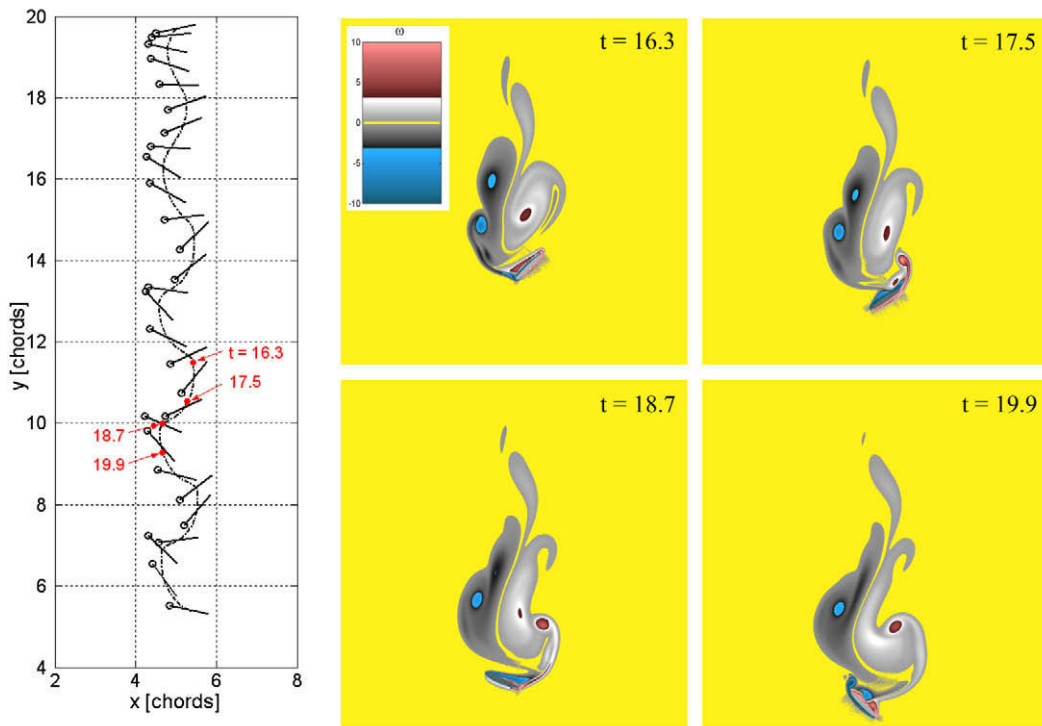 20
18
16
14
12
10
8
6
4
2 4 6 8
x [chords]
y [chords]
t = 16.3
17.5
18.7
19.9
ω
10
5
0
-5
-10
t = 16.3
t = 17.5
t = 18.7
t = 19.9